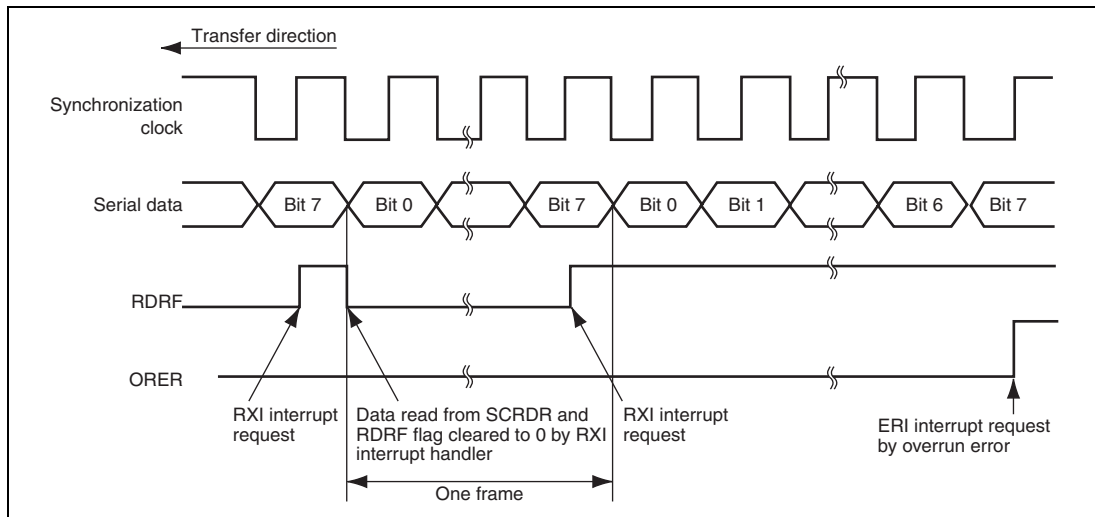 Transfer direction
Synchronization
clock
Serial data
Bit 7
Bit 0
Bit 7
Bit 0
Bit 1
Bit 6
Bit 7
RDRF
ORER
RXI interrupt
request
Data read from SCRDR and
RDRF flag cleared to 0 by RXI
interrupt handler
RXI interrupt
request
ERI interrupt request
by overrun error
One frame